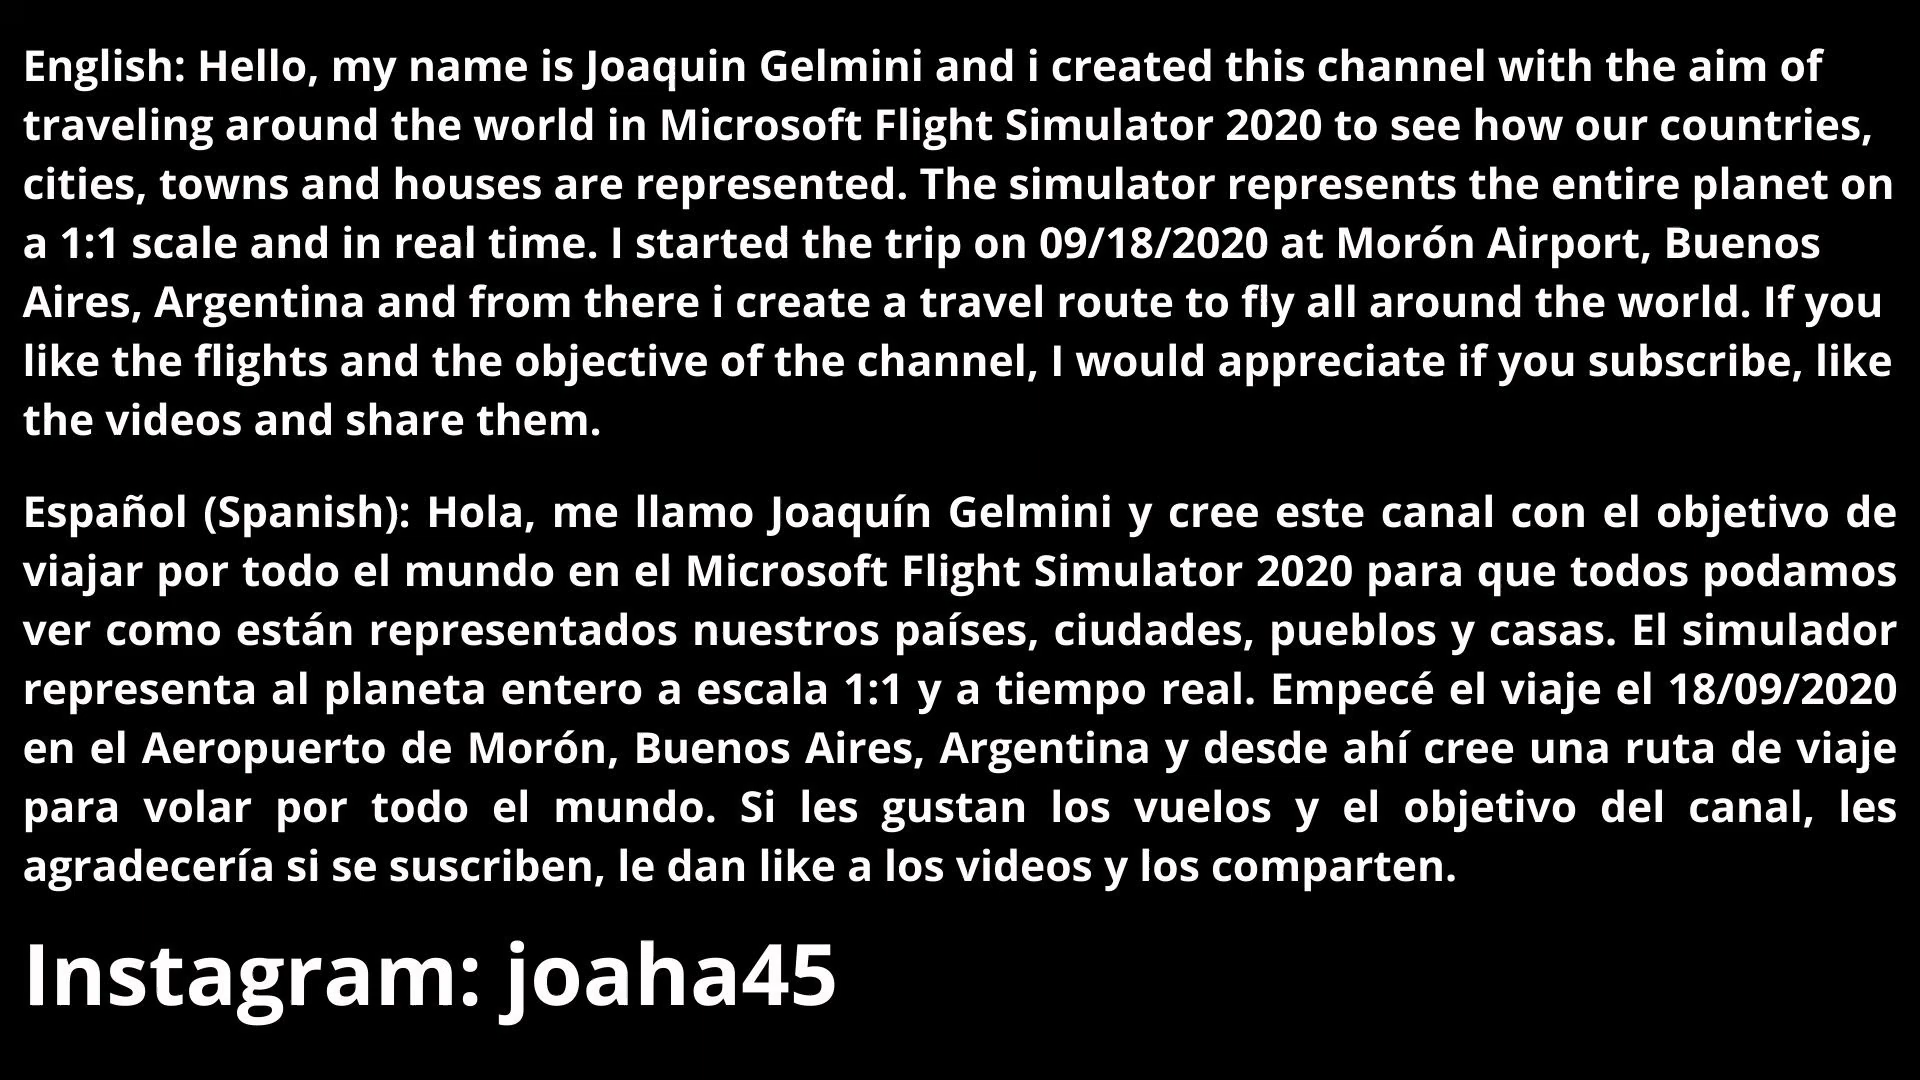 English: Hello, my name is Joaquin Gelmini and i created this channel with the aim of
traveling around the world in Microsoft Flight Simulator 2020 to see how our countries,
cities, towns and houses are represented. The simulator represents the entire planet on
a 1:1 scale and in real time. I started the trip on 09/18/2020 at Morón Airport, Buenos
Aires, Argentina and from there i create a travel route to fly all around the world. If you
like the flights and the objective of the channel, I would appreciate if you subscribe, like
the videos and share them.
Español (Spanish): Hola, me llamo Joaquín Gelmini y cree este canal con el objetivo de
viajar por todo el mundo en el Microsoft Flight Simulator 2020 para que todos podamos
ver como están representados nuestros países, ciudades, pueblos y casas. El simulador
representa al planeta entero a escala 1:1 y a tiempo real. Empecé el viaje el 18/09/2020
en el Aeropuerto de Morón, Buenos Aires, Argentina y desde ahí cree una ruta de viaje
para volar por todo el mundo. Si les gustan los vuelos y el objetivo del canal, les
agradecería si se suscriben, le dan like a los videos y los comparten.
Instagram: joaha45